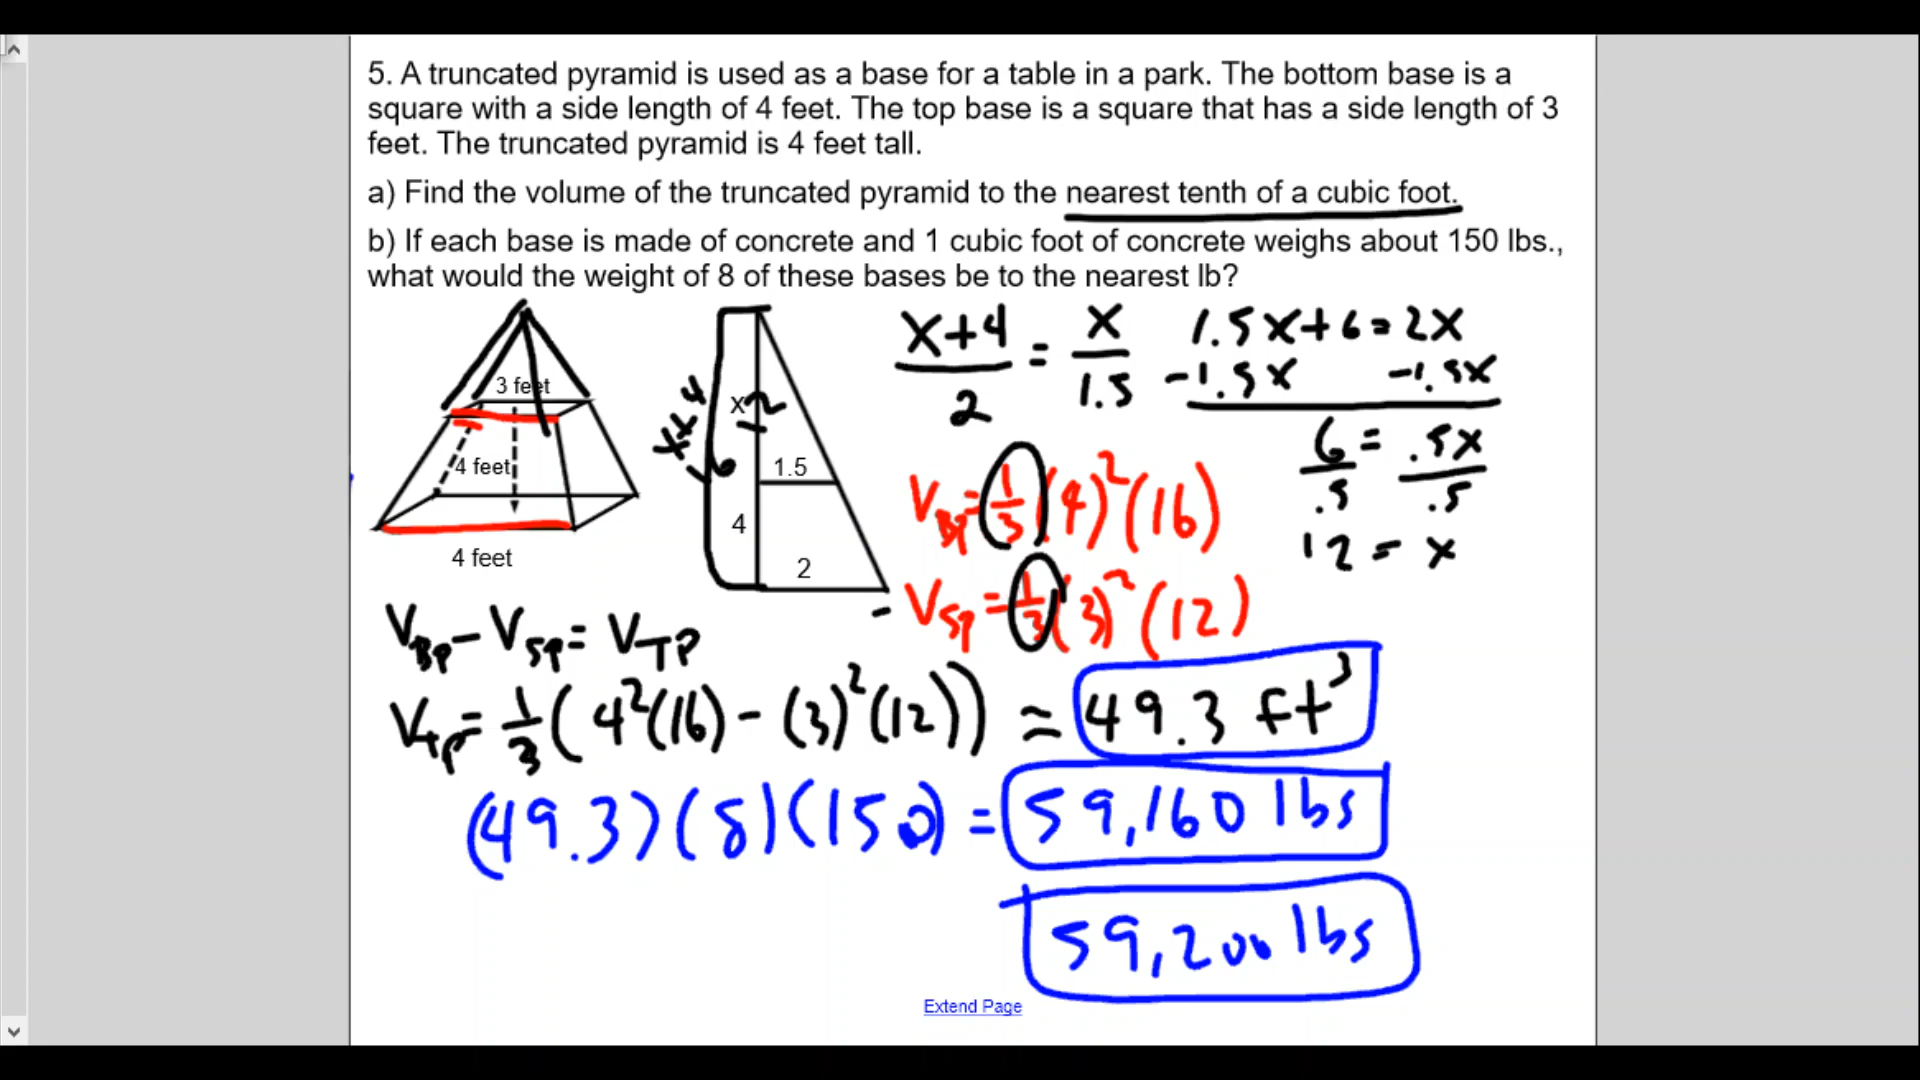 5. A truncated pyramid is used as a base for a table in a park. The bottom base is a
square with a side length of 4 feet. The top base is a square that has a side length of 3
feet. The truncated pyramid is 4 feet tall.
a) Find the volume of the truncated pyramid to the nearest tenth of a cubic foot.
b) If each base is made of concrete and 1 cubic foot of concrete weighs about 150 lbs.,
what would the weight of 8 of these bases be to the nearest lb?
3 feet
4 feet
4 feet
x+4
x
12
16
1.5
4
2
x+4/2 = x/1.5
1.5x+6=2x
-1.5x -1.5x
6 = .5x
.5 .5
12 = x
V_BP = 1/3 (4)² (16)
- V_SP = 1/3 (3)² (12)
V_BP - V_SP = V_TP
V_TP = 1/3 (4²(16) - (3)²(12)) ≈ 49.3 ft³
(49.3)(8)(150) = 59,160 lbs
59,200 lbs
Extend Page